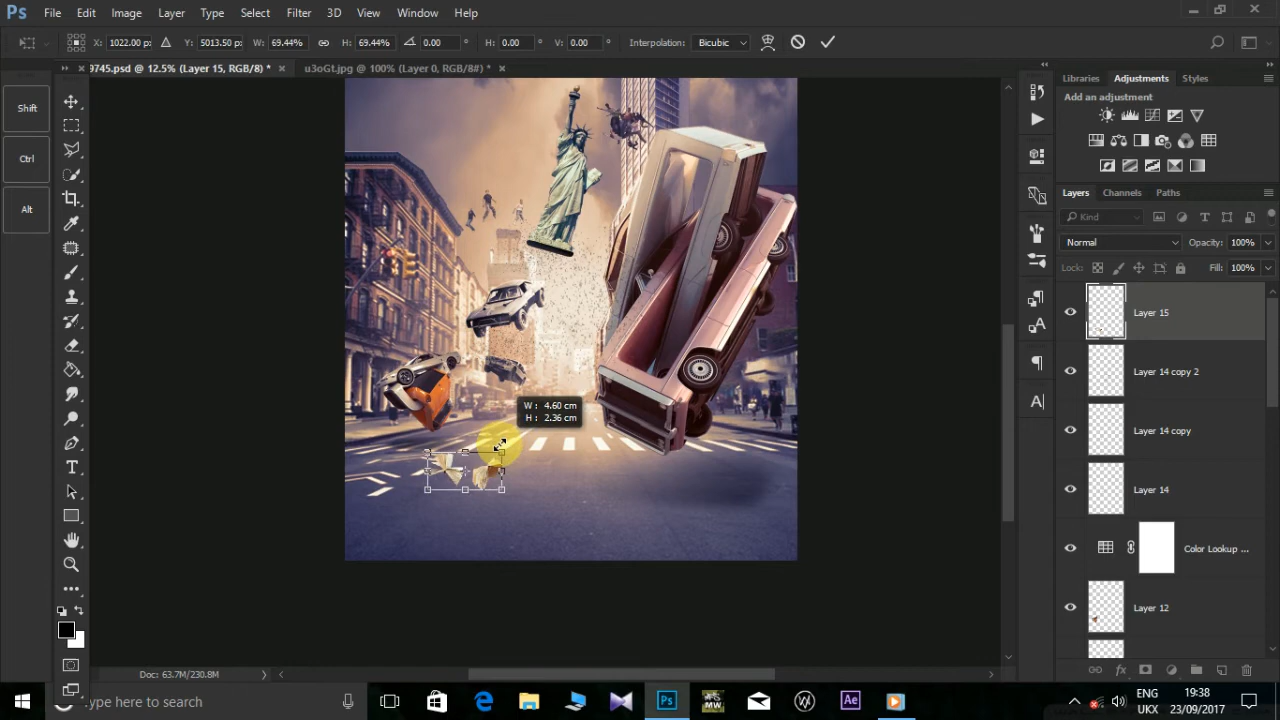 Ps File Edit Image Layer Type Select Filter 3D View Window Help
X: 1022.00 px Y: 5013.50 px W: 69.44% H: 69.44% 0.00 ° H: 0.00 ° V: 0.00 ° Interpolation: Bicubic
9745.psd @ 12.5% (Layer 15, RGB/8) * × u3oGt.jpg @ 100% (Layer 0, RGB/8#) * ×
Libraries Adjustments Styles
Add an adjustment
Shift
Ctrl
Alt
Layers Channels Paths
Kind
Normal Opacity: 100%
Lock: Fill: 100%
Layer 15
Layer 14 copy 2
Layer 14 copy
Layer 14
Color Lookup ...
Layer 12
W : 4.60 cm
H : 2.36 cm
Doc: 63.7M/230.8M
ype here to search
Ps
MW
W
Ae
ENG
UKX
19:38
23/09/2017